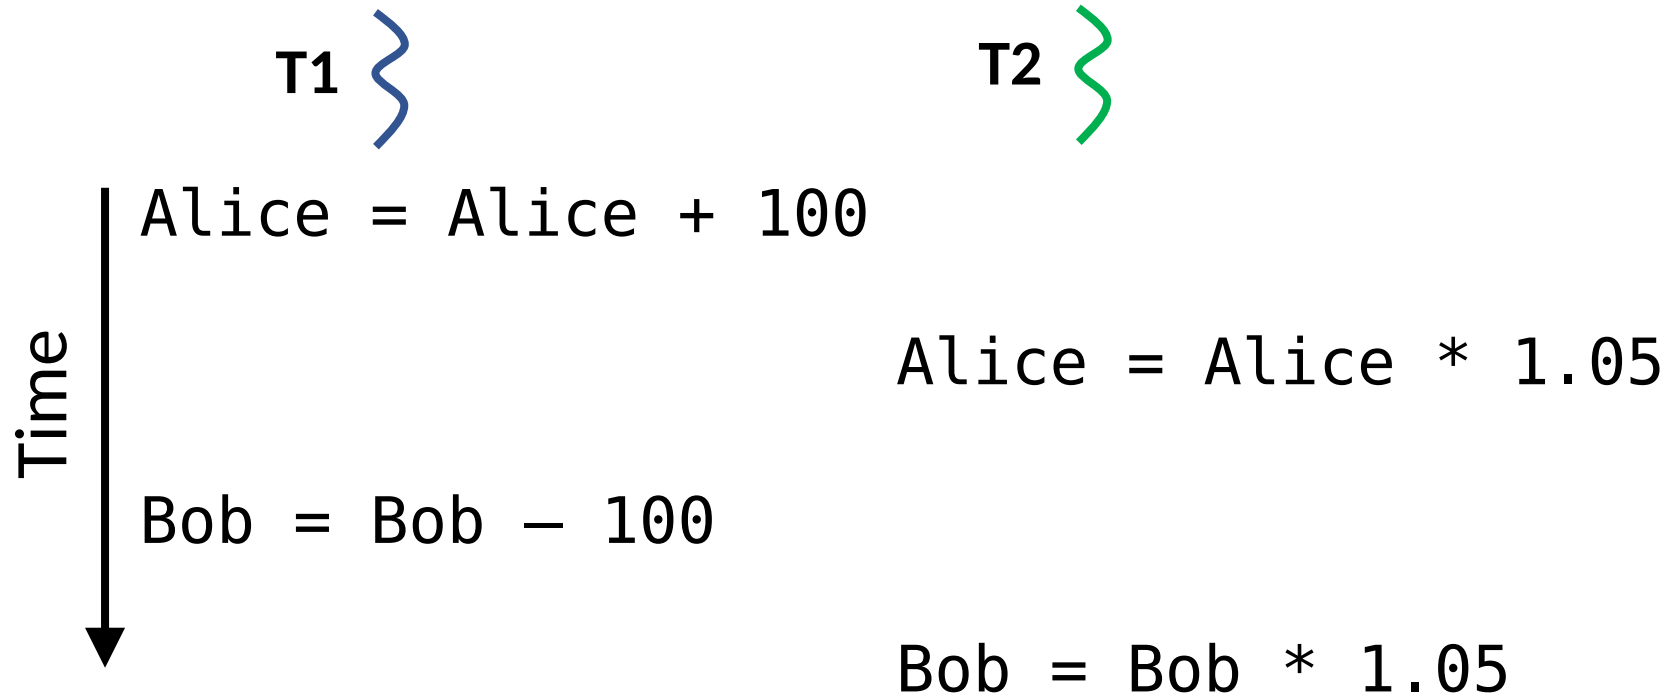 T1
T2
Alice = Alice + 100
Alice = Alice * 1.05
Time
Bob = Bob – 100
Bob = Bob * 1.05